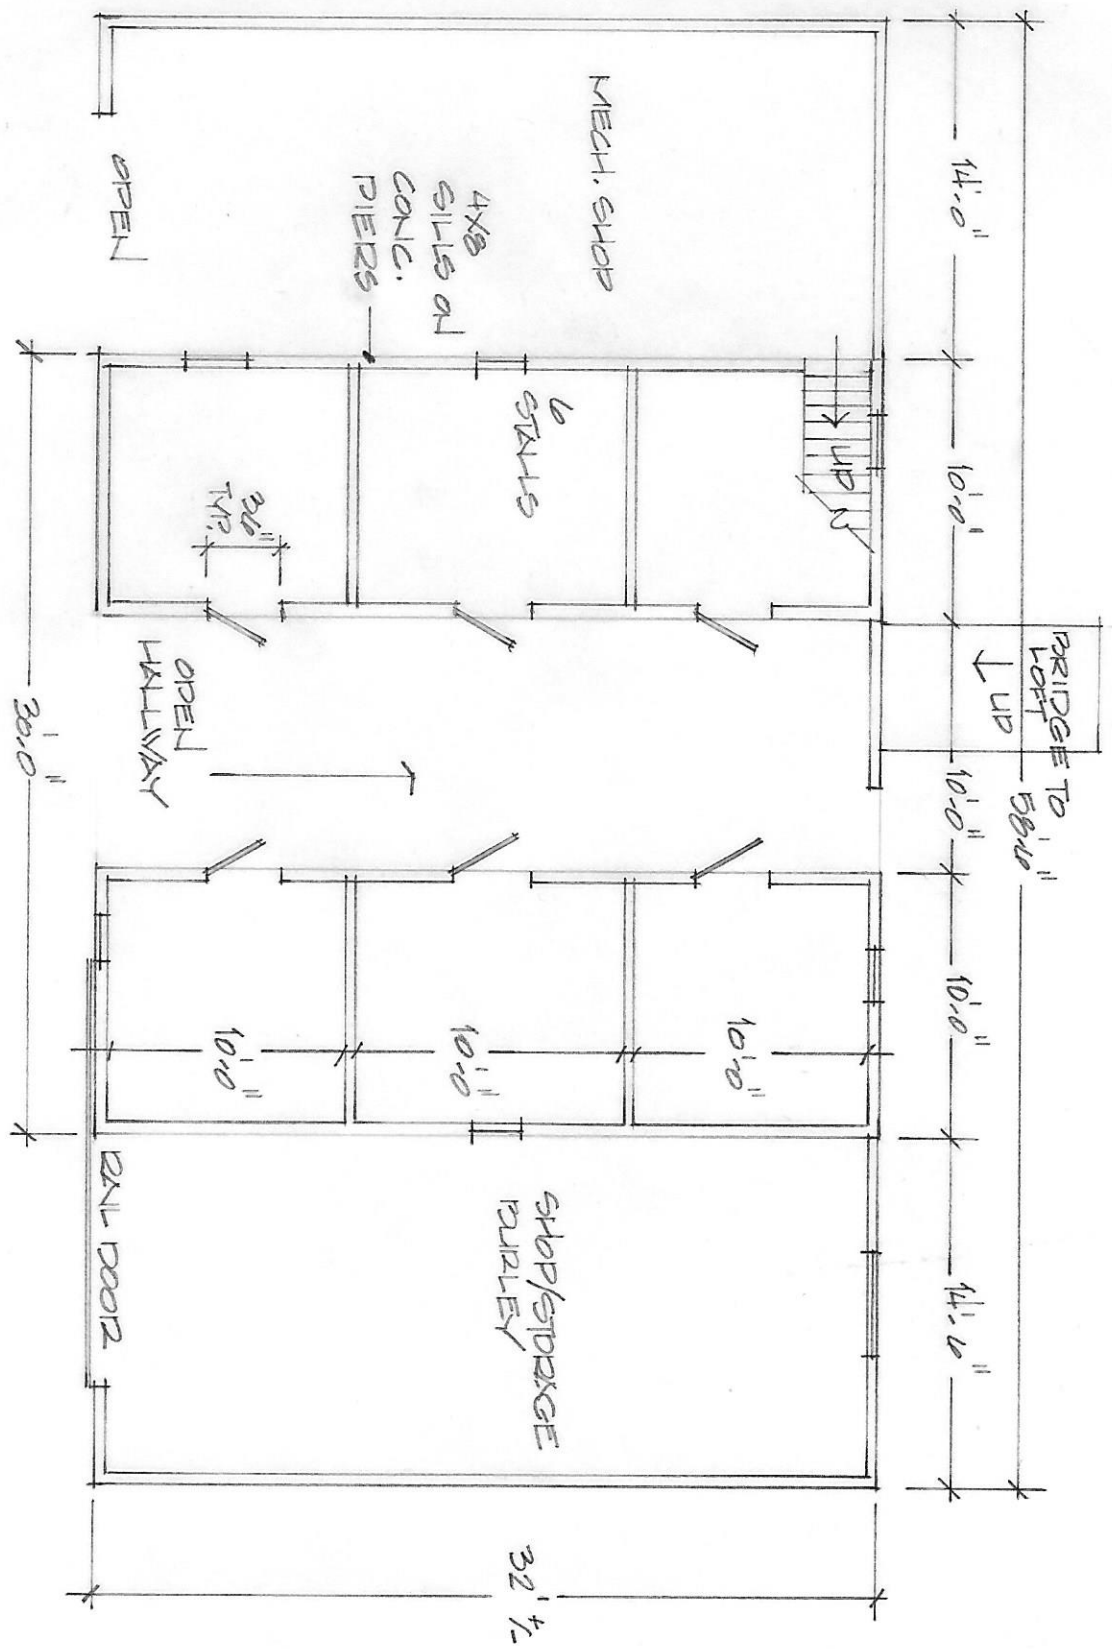 BRIDGE TO
LOFT
UP
58'-6"
14'-0"
10'-0"
10'-0"
10'-0"
14'-6"
UP
MECH. SHOP
4x8
SILLS ON
CONC.
PIERS
OPEN
6
STALLS
3'6"
TYP.
OPEN
HALLWAY
10'-0"
10'-0"
10'-0"
SHOP/STORAGE
DURLEY
RAIL DOOR
30'-0"
32' +/-